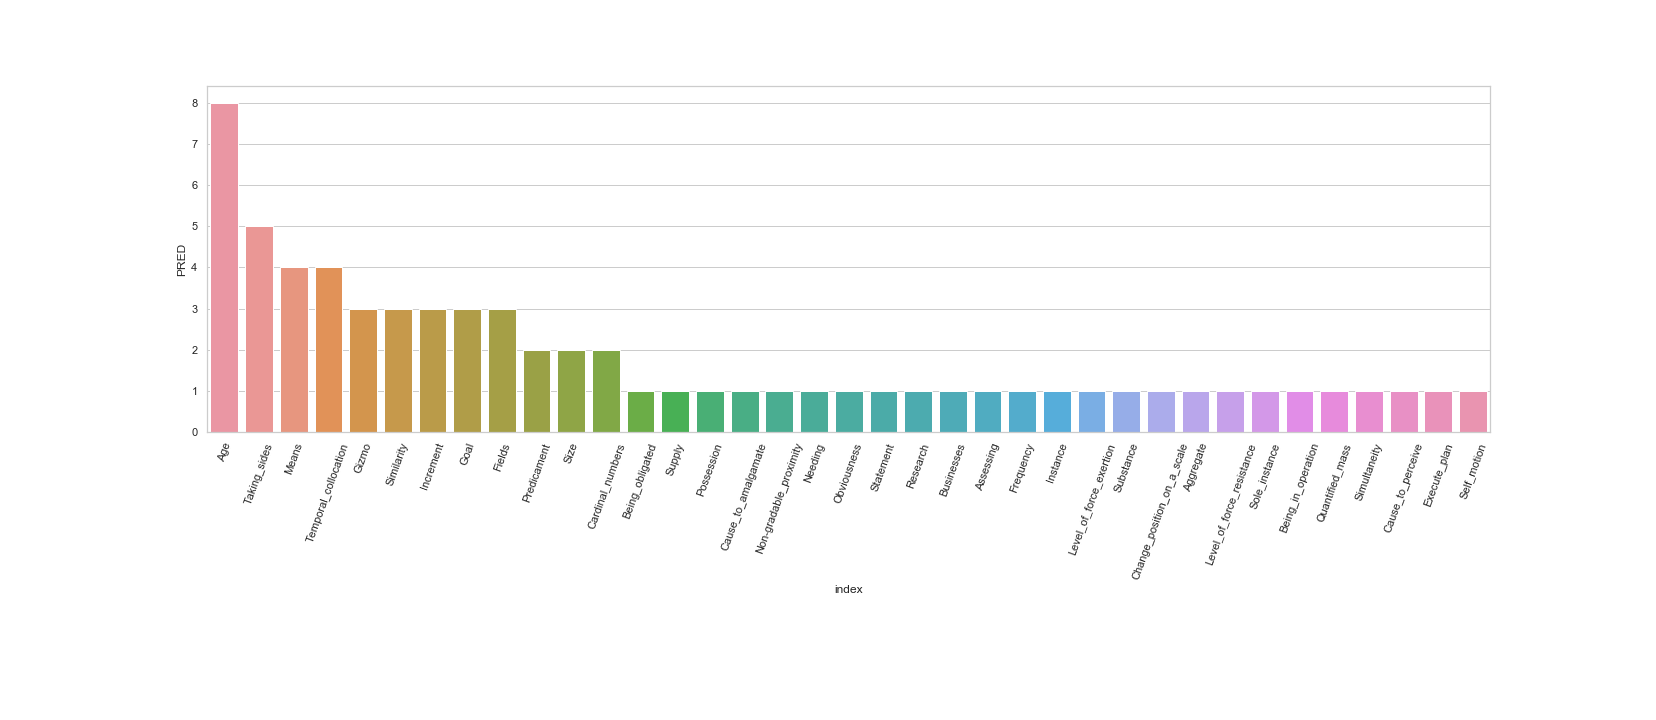 8
7
6
5
4
3
2
1
0
PRED
Age
Taking_sides
Means
Temporal_collocation
Gizmo
Similarity
Increment
Goal
Fields
Predicament
Size
Cardinal_numbers
Being_obligated
Supply
Possession
Cause_to_amalgamate
Non-gradable_proximity
Needing
Obviousness
Statement
Research
Businesses
Assessing
Frequency
Instance
Level_of_force_exertion
Substance
Change_position_on_a_scale
Aggregate
Level_of_force_resistance
Sole_instance
Being_in_operation
Quantified_mass
Simultaneity
Cause_to_perceive
Execute_plan
Self_motion
index